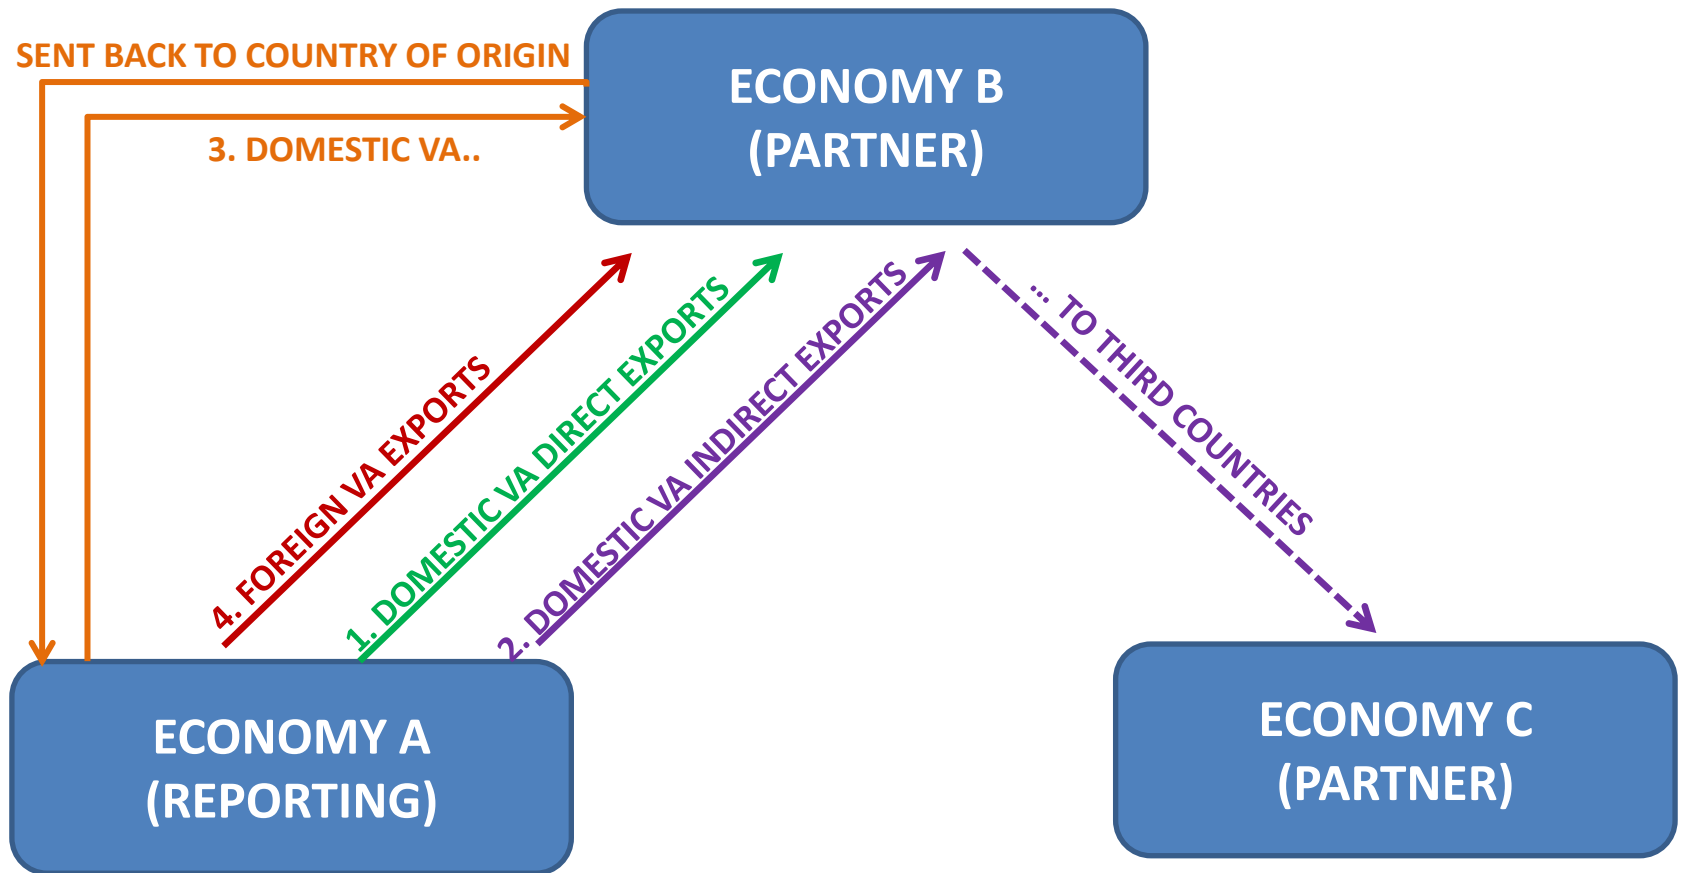 SENT BACK TO COUNTRY OF ORIGIN
3. DOMESTIC VA..
ECONOMY B
(PARTNER)
4. FOREIGN VA EXPORTS
1. DOMESTIC VA DIRECT EXPORTS
2. DOMESTIC VA INDIRECT EXPORTS
... TO THIRD COUNTRIES
ECONOMY A
(REPORTING)
ECONOMY C
(PARTNER)